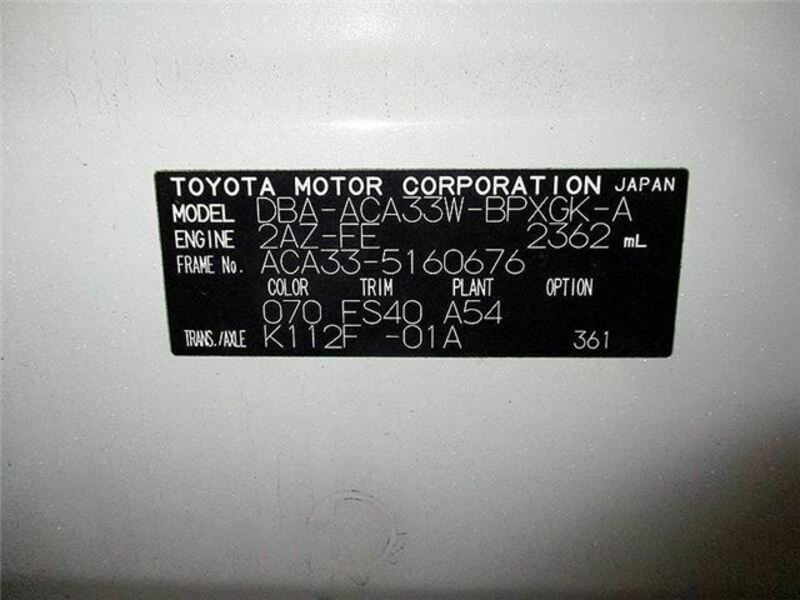 TOYOTA MOTOR CORPORATION JAPAN
MODEL DBA-ACA33W-BPXGK-A
ENGINE 2AZ-FE 2362 mL
FRAME No. ACA33-5160676
COLOR TRIM PLANT OPTION
070 FS40 A54
TRANS./AXLE K112F -01A 361